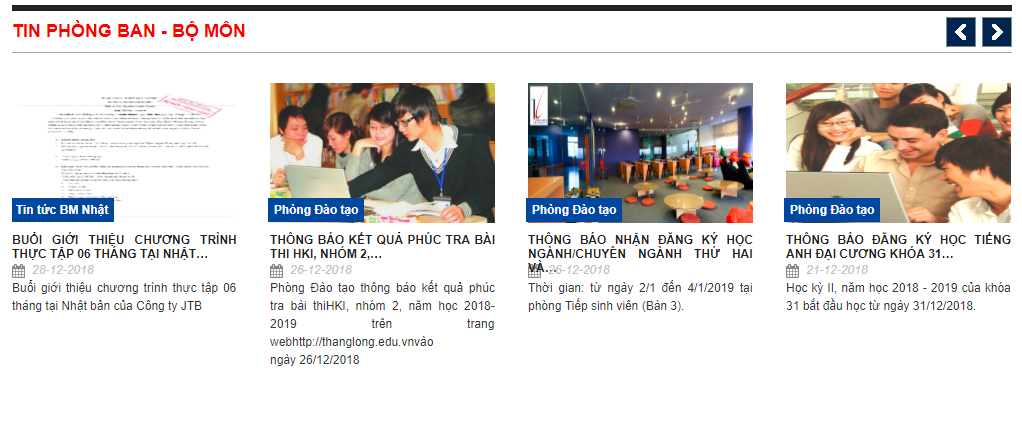 TIN PHÒNG BAN - BỘ MÔN
Tin tức BM Nhật
BUỔI GIỚI THIỆU CHƯƠNG TRÌNH
THỰC TẬP 06 THÁNG TẠI NHẬT...
28-12-2018
Buổi giới thiệu chương trình thực tập 06
tháng tại Nhật bản của Công ty JTB
Phòng Đào tạo
THÔNG BÁO KẾT QUẢ PHÚC TRA BÀI
THI HKI, NHÓM 2,...
26-12-2018
Phòng Đào tạo thông báo kết quả phúc
tra bài thiHKI, nhóm 2, năm học 2018-
2019 trên trang
webhttp://thanglong.edu.vnvào
ngày 26/12/2018
Phòng Đào tạo
THÔNG BÁO NHẬN ĐĂNG KÝ HỌC
NGÀNH/CHUYÊN NGÀNH THỨ HAI
VÀ...
26-12-2018
Thời gian: từ ngày 2/1 đến 4/1/2019 tại
phòng Tiếp sinh viên (Bàn 3).
Phòng Đào tạo
THÔNG BÁO ĐĂNG KÝ HỌC TIẾNG
ANH ĐẠI CƯƠNG KHÓA 31...
21-12-2018
Học kỳ II, năm học 2018 - 2019 của khóa
31 bắt đầu học từ ngày 31/12/2018.